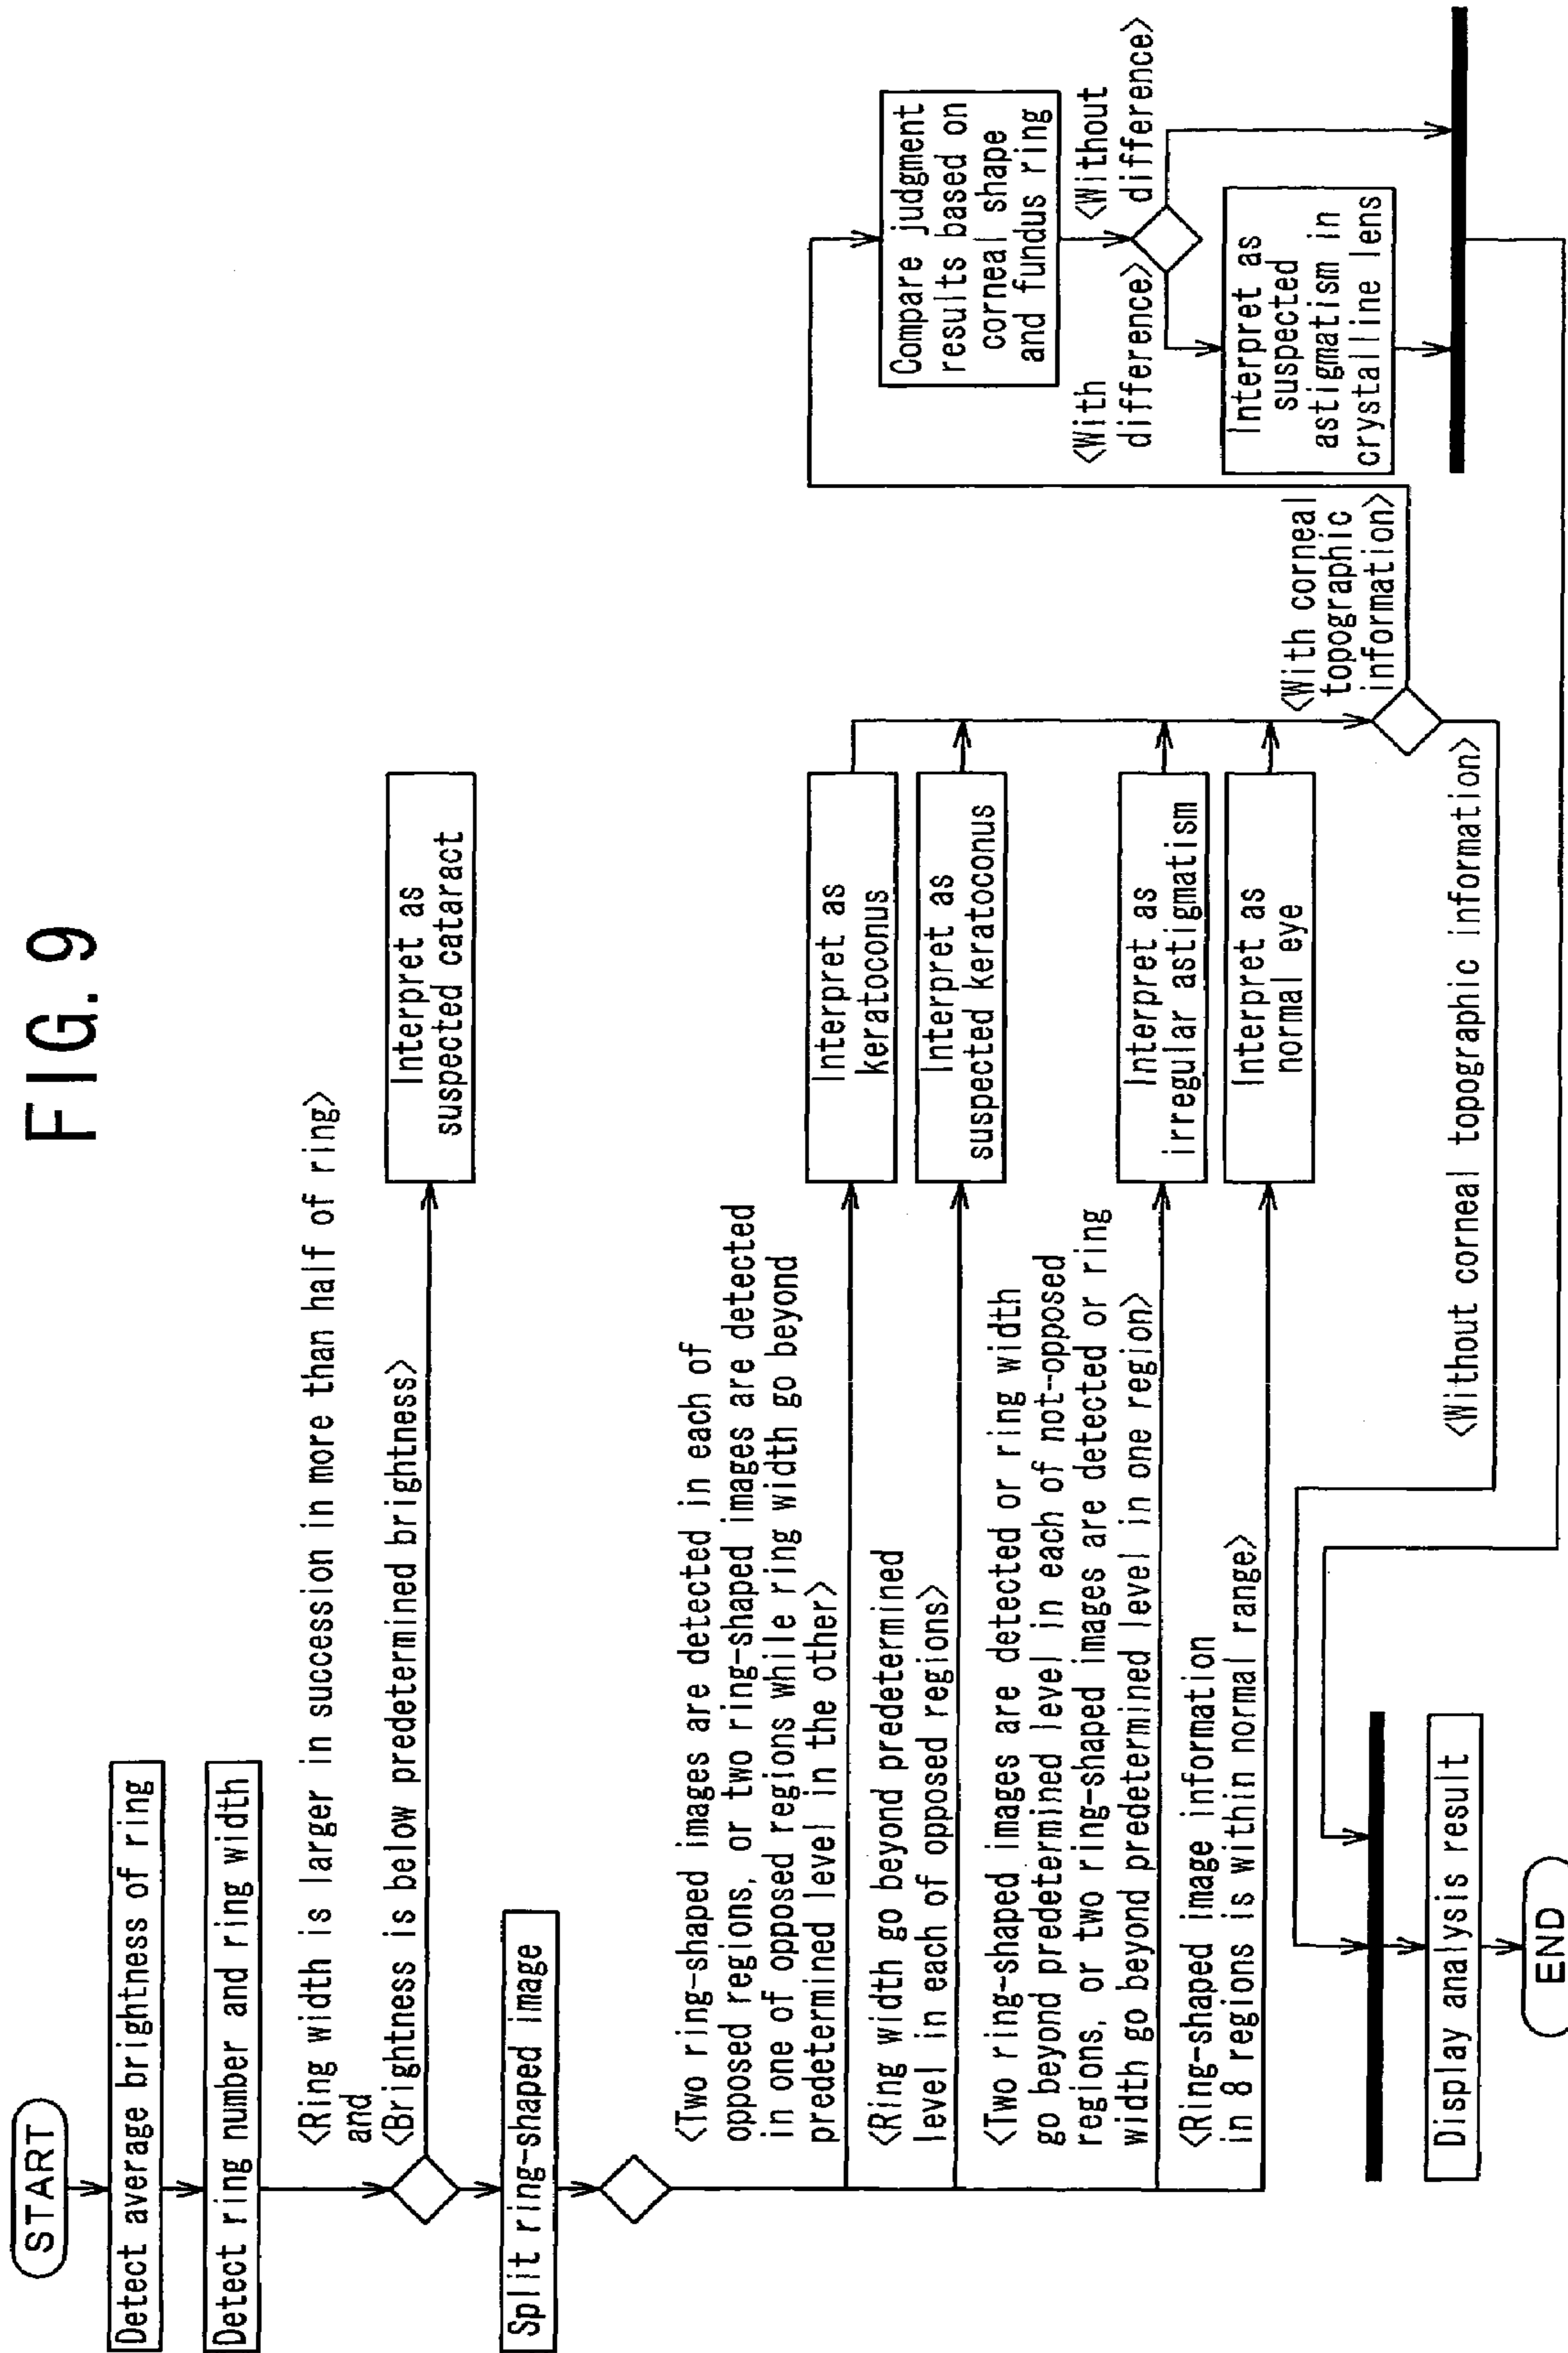 FIG. 9
START
Detect average brightness of ring
Detect ring number and ring width
<Ring width is larger in succession in more than half of ring>
and
<Brightness is below predetermined brightness>
Interpret as
suspected cataract
Split ring-shaped image
<Two ring-shaped images are detected in each of
opposed regions, or two ring-shaped images are detected
in one of opposed regions while ring width go beyond
predetermined level in the other>
Interpret as
keratoconus
<Ring width go beyond predetermined
level in each of opposed regions>
Interpret as
suspected keratoconus
<Two ring-shaped images are detected or ring width
go beyond predetermined level in each of not-opposed
regions, or two ring-shaped images are detected or ring
width go beyond predetermined level in one region>
Interpret as
irregular astigmatism
<Ring-shaped image information
in 8 regions is within normal range>
Interpret as
normal eye
<With corneal
topographic
information>
<Without corneal topographic information>
Compare judgment
results based on
corneal shape
and fundus ring
<With
difference>
<Without
difference>
Interpret as
suspected
astigmatism in
crystalline lens
Display analysis result
END